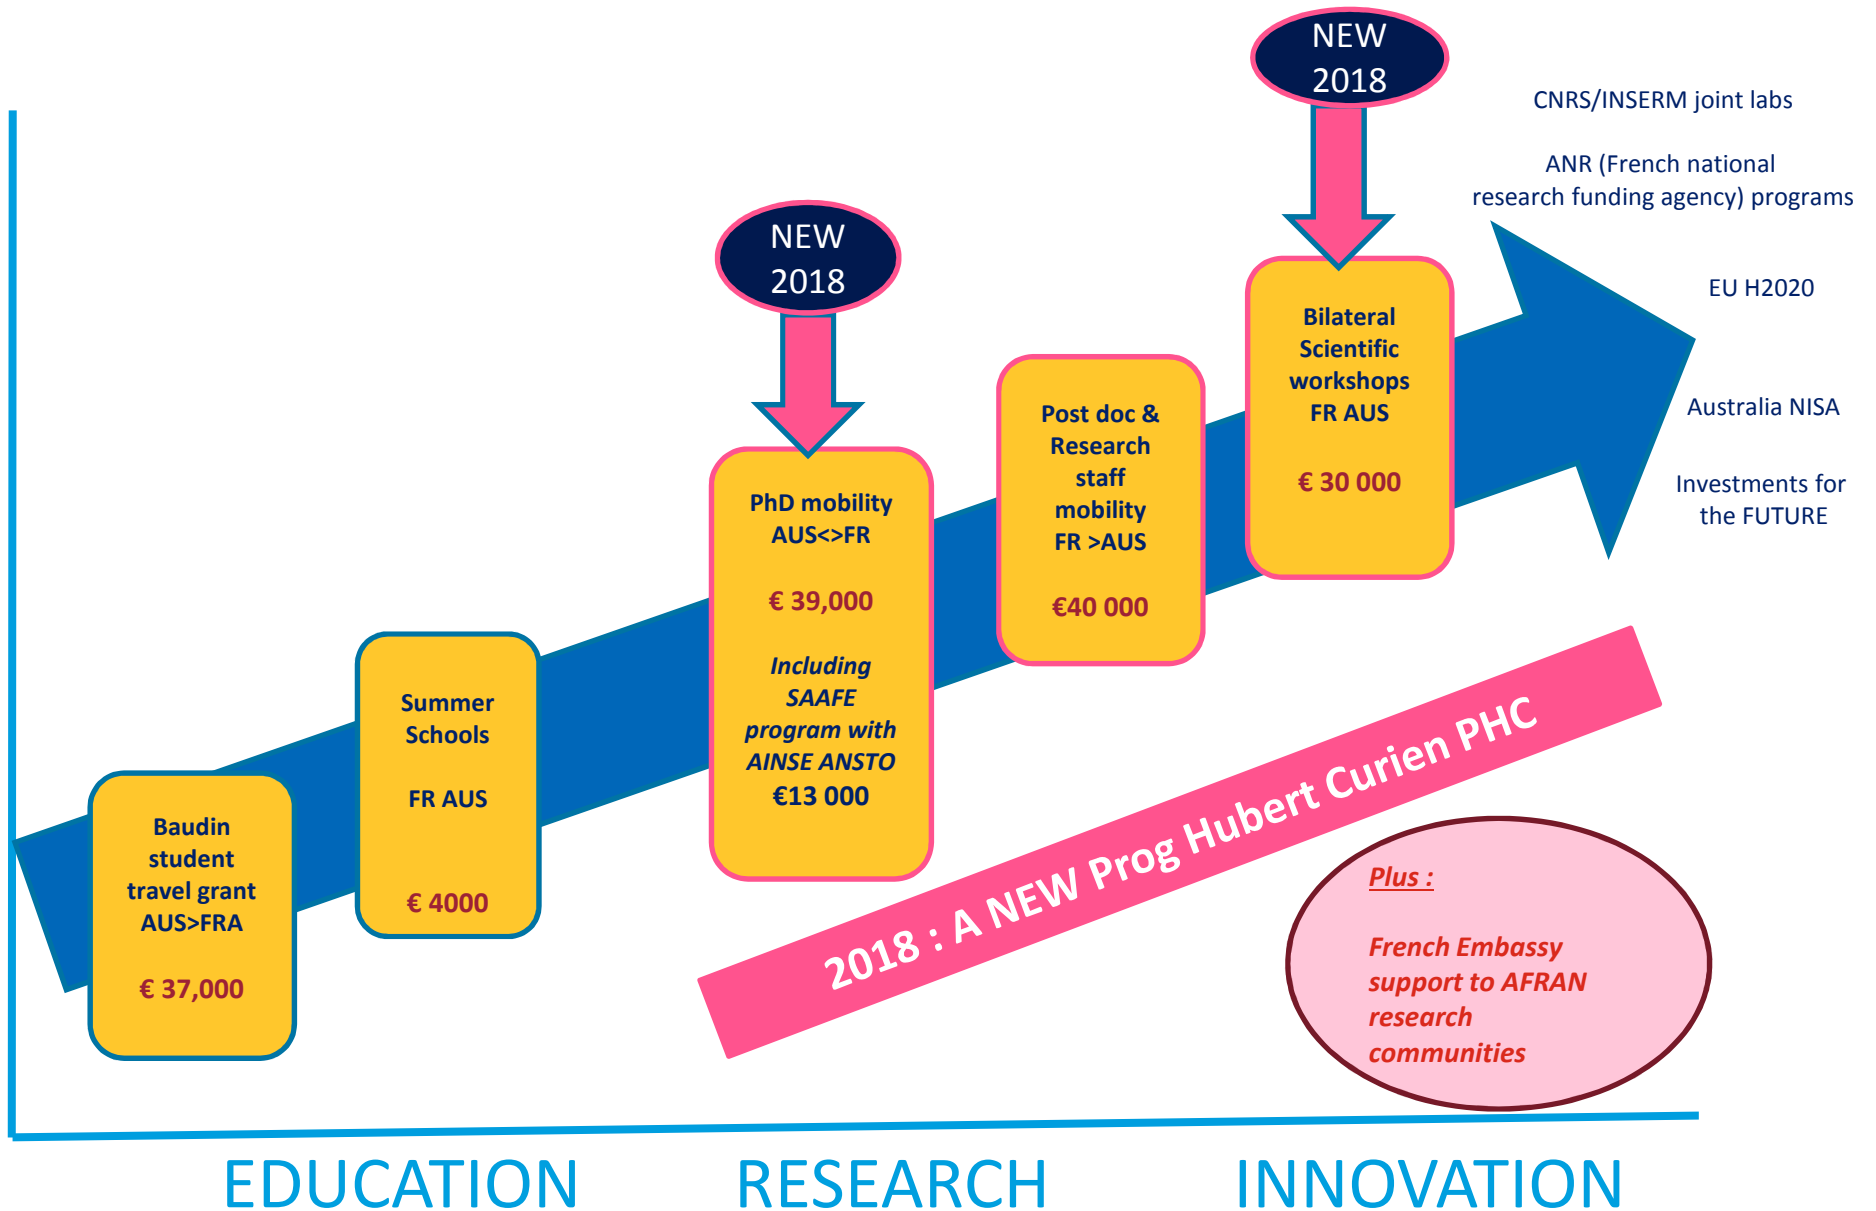 NEW
2018
CNRS/INSERM joint labs
ANR (French national
research funding agency) programs
EU H2020
Australia NISA
Investments for
the FUTURE
NEW
2018
Bilateral
Scientific
workshops
FR AUS
€ 30 000
Post doc &
Research
staff
mobility
FR >AUS
€40 000
PhD mobility
AUS<>FR
€ 39,000
Including
SAAFE
program with
AINSE ANSTO
€13 000
Summer
Schools
FR AUS
€ 4000
Baudin
student
travel grant
AUS>FRA
€ 37,000
2018 : A NEW Prog Hubert Curien PHC
Plus :
French Embassy
support to AFRAN
research
communities
EDUCATION
RESEARCH
INNOVATION